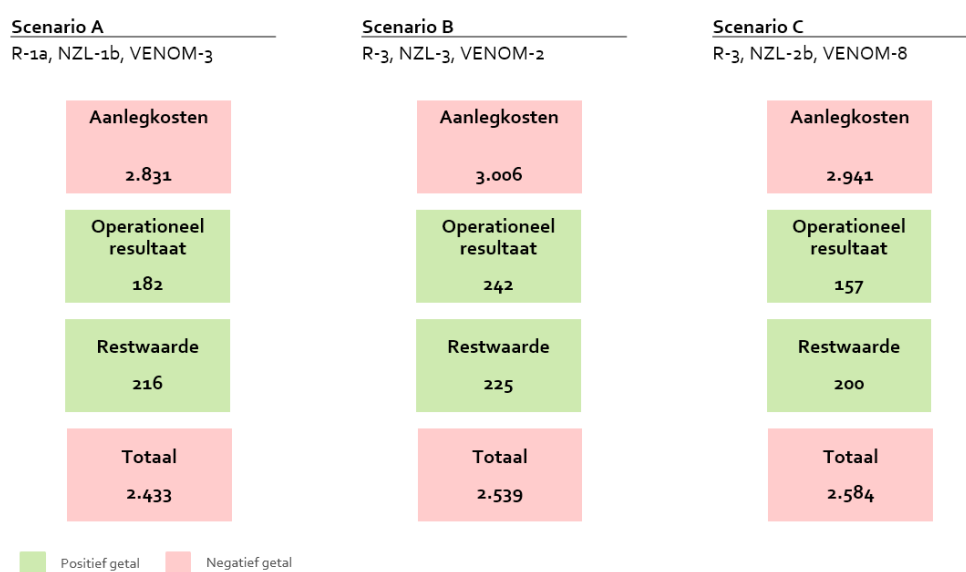 Scenario A
R-1a, NZL-1b, VENOM-3
Aanlegkosten
2.831
Operationeel
resultaat
182
Restwaarde
216
Totaal
2.433
Scenario B
R-3, NZL-3, VENOM-2
Aanlegkosten
3.006
Operationeel
resultaat
242
Restwaarde
225
Totaal
2.539
Scenario C
R-3, NZL-2b, VENOM-8
Aanlegkosten
2.941
Operationeel
resultaat
157
Restwaarde
200
Totaal
2.584
Positief getal
Negatief getal